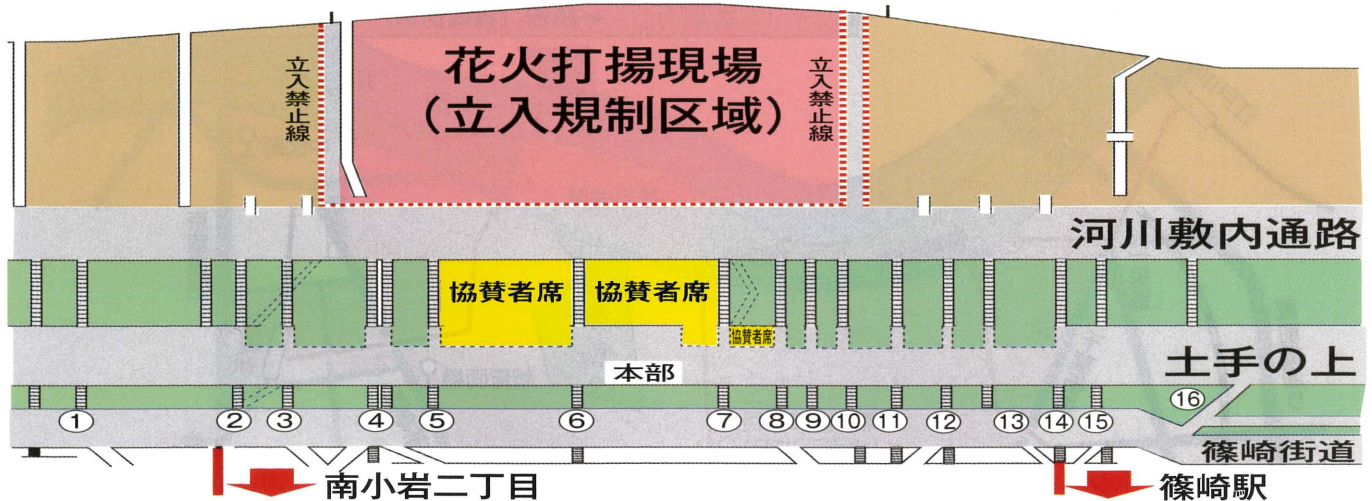 花火打揚現場
(立入規制区域)
立入禁止線
立入禁止線
河川敷内通路
協賛者席
協賛者席
協賛者席
本部
土手の上
① ② ③ ④ ⑤ ⑥ ⑦ ⑧ ⑨ ⑩ ⑪ ⑫ ⑬ ⑭ ⑮ ⑯
篠崎街道
南小岩二丁目
篠崎駅